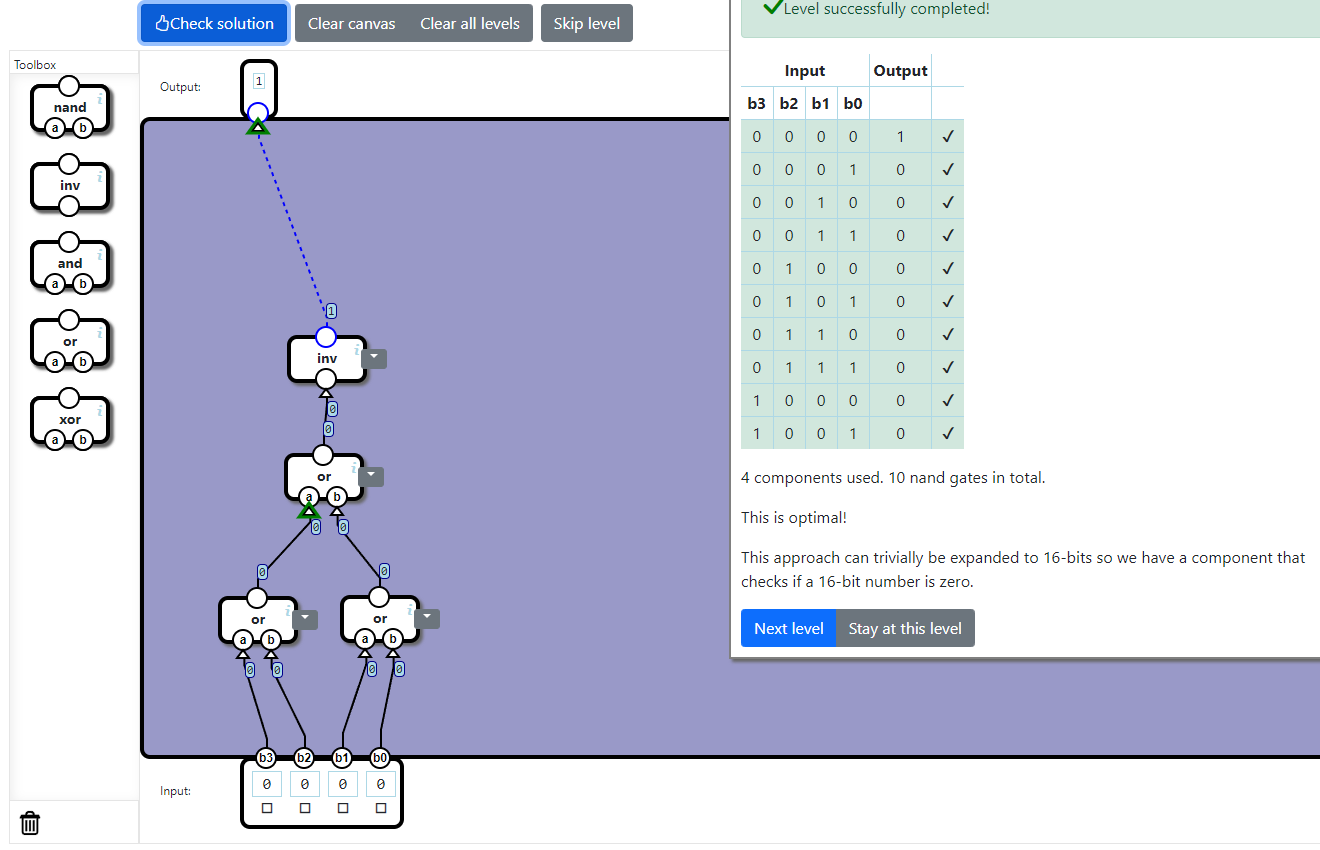 Check solution Clear canvas Clear all levels Skip level
Toolbox
nand
a b
inv
and
a b
or
a b
xor
a b
Output:
1
1
inv
0
0
or
a b
0 0
0 0
or
a b
or
a b
0 0 0 0
b3 b2 b1 b0
Input:
0 0 0 0
Level successfully completed!
Input Output
b3 b2 b1 b0
0 0 0 0 1 ✓
0 0 0 1 0 ✓
0 0 1 0 0 ✓
0 0 1 1 0 ✓
0 1 0 0 0 ✓
0 1 0 1 0 ✓
0 1 1 0 0 ✓
0 1 1 1 0 ✓
1 0 0 0 0 ✓
1 0 0 1 0 ✓
4 components used. 10 nand gates in total.
This is optimal!
This approach can trivially be expanded to 16-bits so we have a component that
checks if a 16-bit number is zero.
Next level Stay at this level